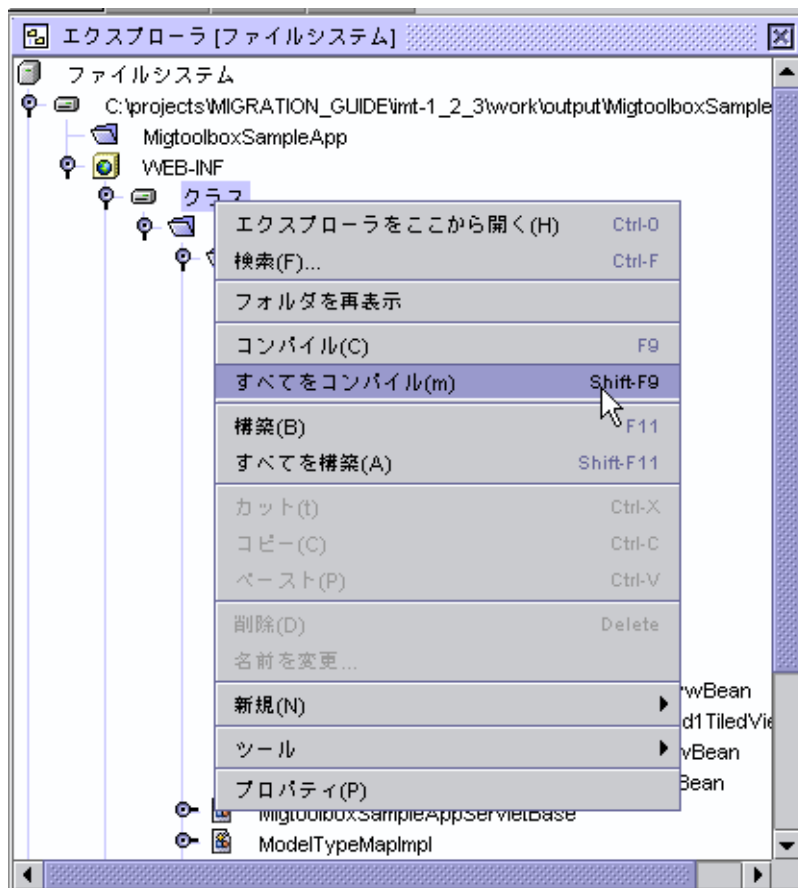 エクスプローラ [ファイルシステム]
ファイルシステム
C:\projects\MIGRATION_GUIDE\imt-1_2_3\work\output\MigtoolboxSample
MigtoolboxSampleApp
WEB-INF
クラス
エクスプローラをここから開く(H) Ctrl-O
検索(F)... Ctrl-F
フォルダを再表示
コンパイル(C) F9
すべてをコンパイル(m) Shift-F9
構築(B) F11
すべてを構築(A) Shift-F11
カット(t) Ctrl-X
コピー(C) Ctrl-C
ペースト(P) Ctrl-V
削除(D) Delete
名前を変更...
wBean
新規(N)
d1TiledVie
ツール
vBean
Bean
プロパティ(P)
MigtoolboxSampleAppServletBase
ModelTypeMapImpl